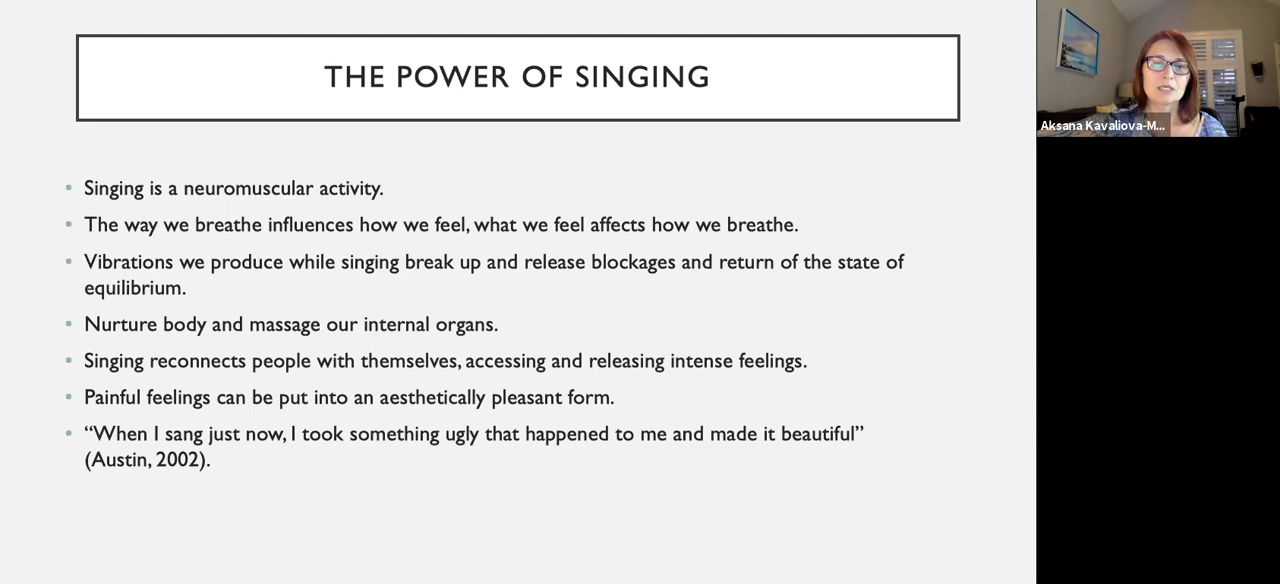 THE POWER OF SINGING
• Singing is a neuromuscular activity.
• The way we breathe influences how we feel, what we feel affects how we breathe.
• Vibrations we produce while singing break up and release blockages and return of the state of
equilibrium.
• Nurture body and massage our internal organs.
• Singing reconnects people with themselves, accessing and releasing intense feelings.
• Painful feelings can be put into an aesthetically pleasant form.
• “When I sang just now, I took something ugly that happened to me and made it beautiful”
(Austin, 2002).
Aksana Kavaliova-M...